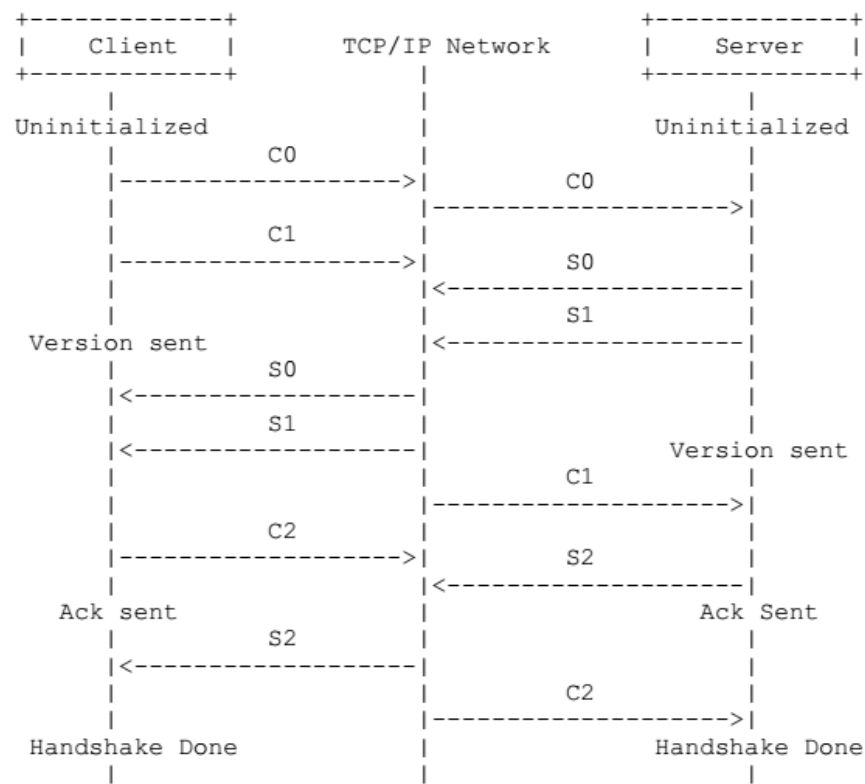 +-------------+                            +-------------+
|    Client   |       TCP/IP Network       |    Server   |
+-------------+             |              +-------------+
      |                     |                     |
Uninitialized               |               Uninitialized
      |          C0         |                     |
      |------------------->|         C0          |
      |                     |-------------------->|
      |          C1         |                     |
      |------------------->|         S0          |
      |                     |<--------------------|
      |                     |         S1          |
 Version sent               |<--------------------|
      |          S0         |                     |
      |<-------------------|                     |
      |          S1         |                     |
      |<-------------------|                Version sent
      |                     |         C1          |
      |                     |-------------------->|
      |          C2         |                     |
      |------------------->|         S2          |
      |                     |<--------------------|
   Ack sent                 |                  Ack Sent
      |          S2         |                     |
      |<-------------------|                     |
      |                     |         C2          |
      |                     |-------------------->|
 Handshake Done             |               Handshake Done
      |                     |                     |